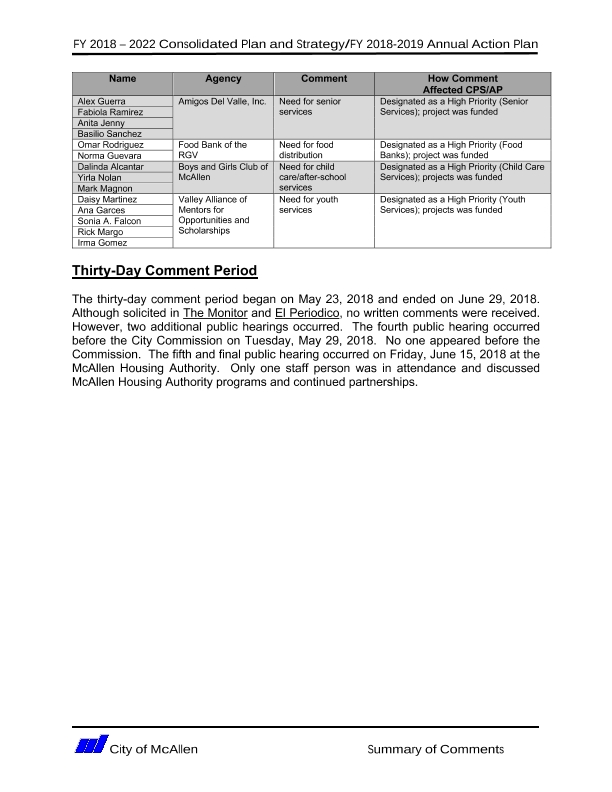 FY 2018 – 2022 Consolidated Plan and Strategy/FY 2018-2019 Annual Action Plan
Name Agency Comment How Comment
Affected CPS/AP
Alex Guerra Amigos Del Valle, Inc. Need for senior Designated as a High Priority (Senior
Fabiola Ramirez services Services); project was funded
Anita Jenny
Basilio Sanchez
Omar Rodriguez Food Bank of the Need for food Designated as a High Priority (Food
Norma Guevara RGV distribution Banks); project was funded
Dalinda Alcantar Boys and Girls Club of Need for child Designated as a High Priority (Child Care
Yirla Nolan McAllen care/after-school Services); projects was funded
Mark Magnon services
Daisy Martinez Valley Alliance of Need for youth Designated as a High Priority (Youth
Ana Garces Mentors for services Services); projects was funded
Sonia A. Falcon Opportunities and
Rick Margo Scholarships
Irma Gomez
Thirty-Day Comment Period
The thirty-day comment period began on May 23, 2018 and ended on June 29, 2018.
Although solicited in The Monitor and El Periodico, no written comments were received.
However, two additional public hearings occurred. The fourth public hearing occurred
before the City Commission on Tuesday, May 29, 2018. No one appeared before the
Commission. The fifth and final public hearing occurred on Friday, June 15, 2018 at the
McAllen Housing Authority. Only one staff person was in attendance and discussed
McAllen Housing Authority programs and continued partnerships.
City of McAllen Summary of Comments